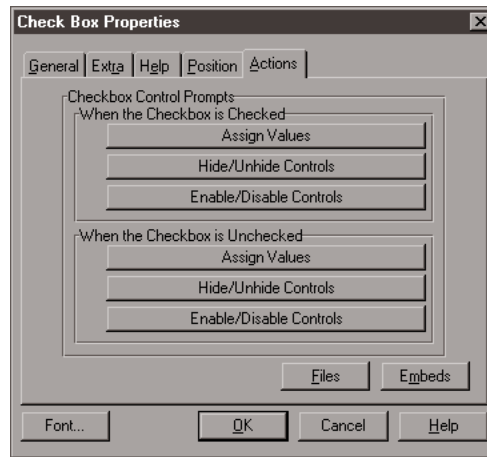 Check Box Properties
General Extra Help Position Actions
Checkbox Control Prompts
When the Checkbox is Checked
Assign Values
Hide/Unhide Controls
Enable/Disable Controls
When the Checkbox is Unchecked
Assign Values
Hide/Unhide Controls
Enable/Disable Controls
Files Embeds
Font... OK Cancel Help